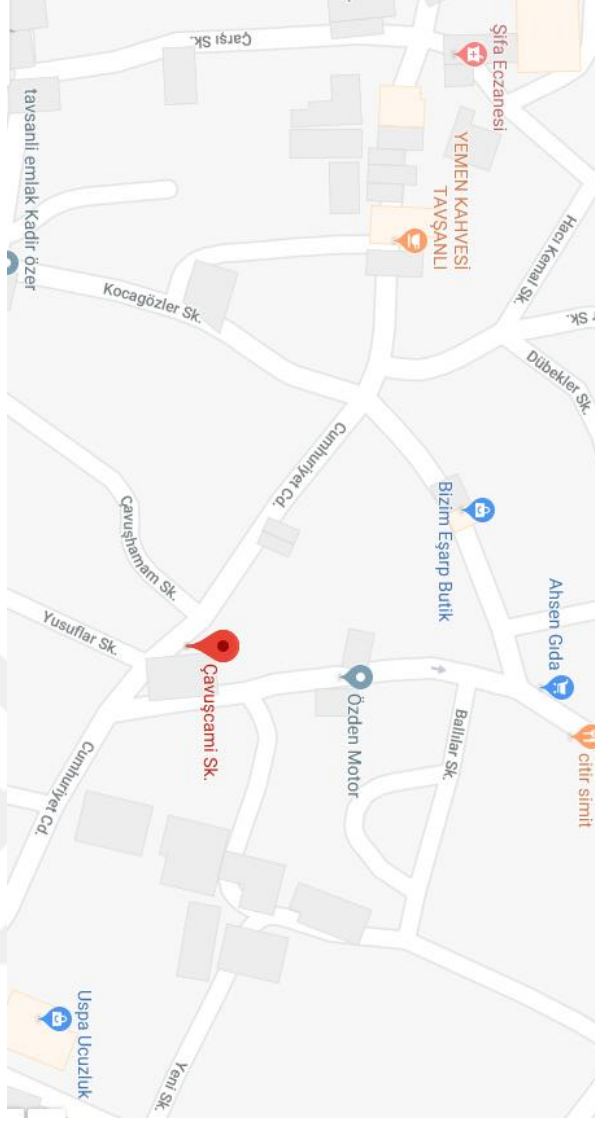 Şifa Eczanesi
Çarşı Sk.
YEMEN KAHVESİ
TAVŞANLI
Hacı Kemal Sk.
Sk.
Dübekler Sk.
tavsanli emlak Kadir özer
Kocagözler Sk.
Cumhuriyet Cd.
Bizim Eşarp Butik
Ahsen Gıda
citir simit
Çavuşhamam Sk.
Yusuflar Sk.
Çavuşcami Sk.
Özden Motor
Ballılar Sk.
Cumhuriyet Cd.
Uspa Ucuzluk
Yeni Sk.